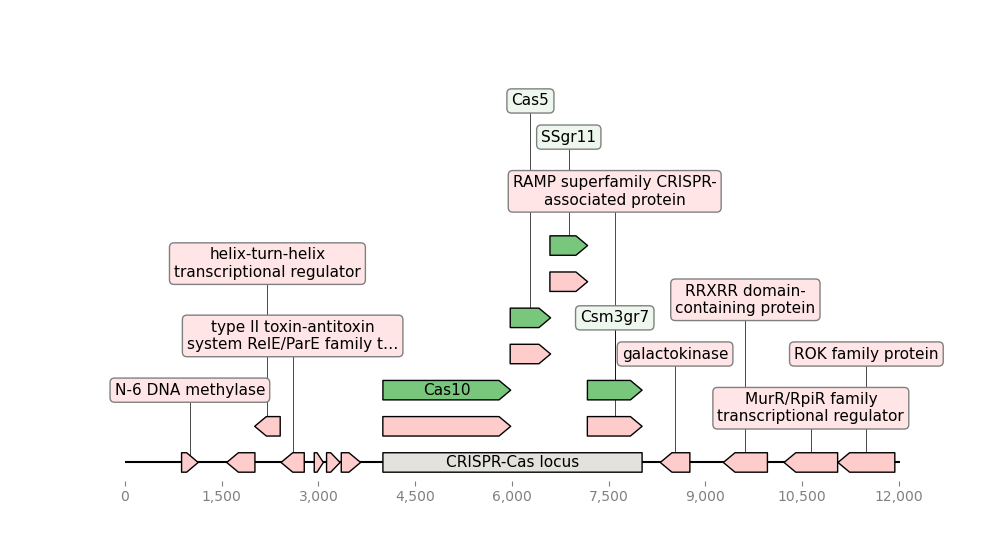 Cas5
SSgr11
RAMP superfamily CRISPR-
associated protein
helix-turn-helix
transcriptional regulator
RRXRR domain-
containing protein
type II toxin-antitoxin
system RelE/ParE family t...
Csm3gr7
galactokinase
ROK family protein
N-6 DNA methylase
Cas10
MurR/RpiR family
transcriptional regulator
CRISPR-Cas locus
0 1,500 3,000 4,500 6,000 7,500 9,000 10,500 12,000